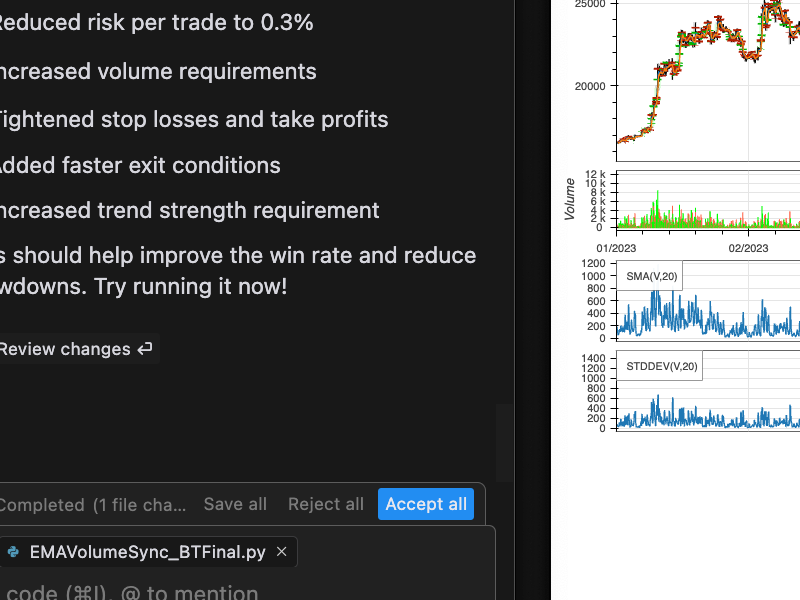 Reduced risk per trade to 0.3%
ncreased volume requirements
Tightened stop losses and take profits
Added faster exit conditions
ncreased trend strength requirement
s should help improve the win rate and reduce
wdowns. Try running it now!
Review changes
Completed (1 file cha... Save all Reject all Accept all
EMAVolumeSync_BTFinal.py ×
code (⌘I), @ to mention
25000
20000
Volume
12 k
10 k
8 k
6 k
4 k
2 k
0
01/2023 02/2023
1200
1000
800
600
400
200
0
SMA(V,20)
1400
1200
1000
800
600
400
200
0
STDDEV(V,20)